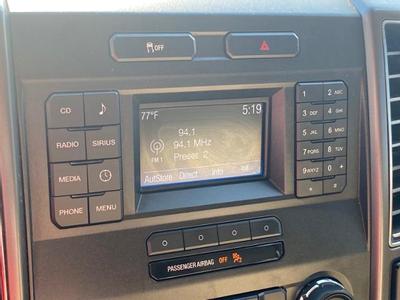 OFF
77°F
5:19
94.1
94.1 MHz
FM 1
Preset 2
AutStore Direct Info
CD
RADIO SIRIUS
MEDIA
PHONE MENU
1 2 ABC
3 DEF 4 GHI
5 JKL 6 MNO
7 PQRS 8 TUV
9 WXYZ 0 +
* #
PASSENGER AIRBAG OFF